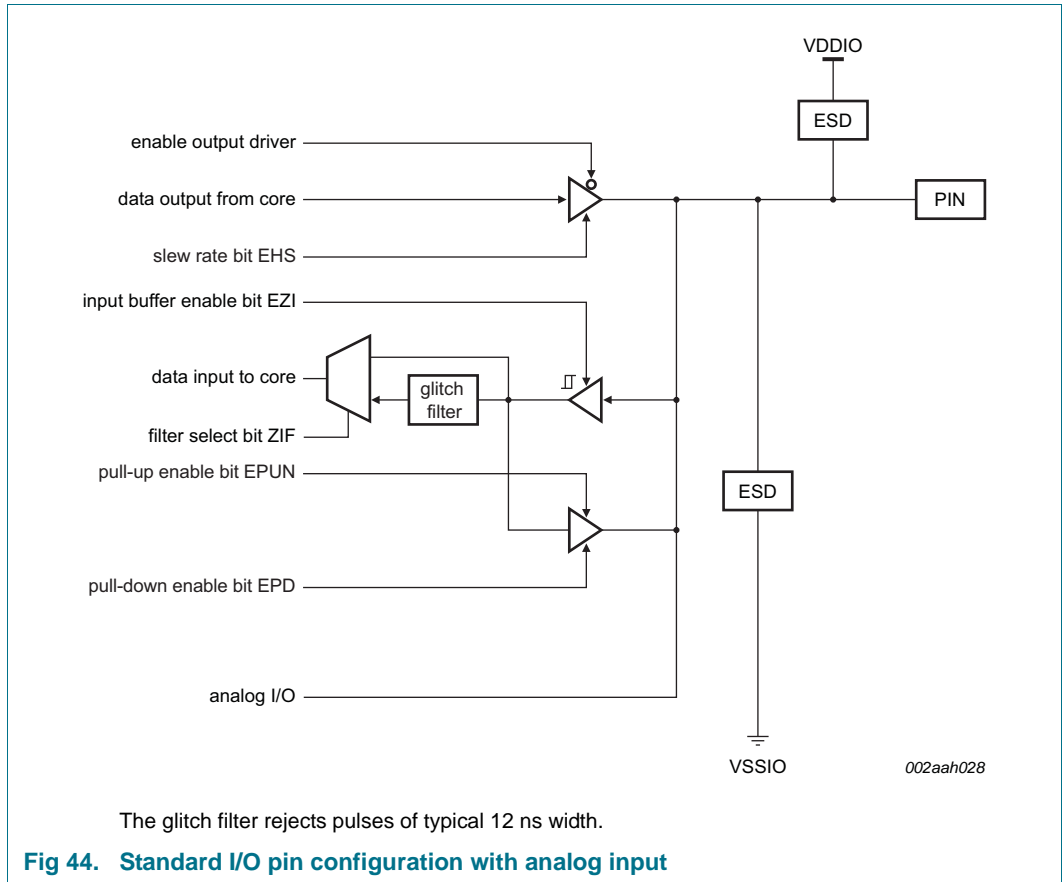 VDDIO
ESD
enable output driver
data output from core
PIN
slew rate bit EHS
input buffer enable bit EZI
data input to core
glitch
filter
filter select bit ZIF
pull-up enable bit EPUN
ESD
pull-down enable bit EPD
analog I/O
VSSIO
002aah028
The glitch filter rejects pulses of typical 12 ns width.
Fig 44. Standard I/O pin configuration with analog input